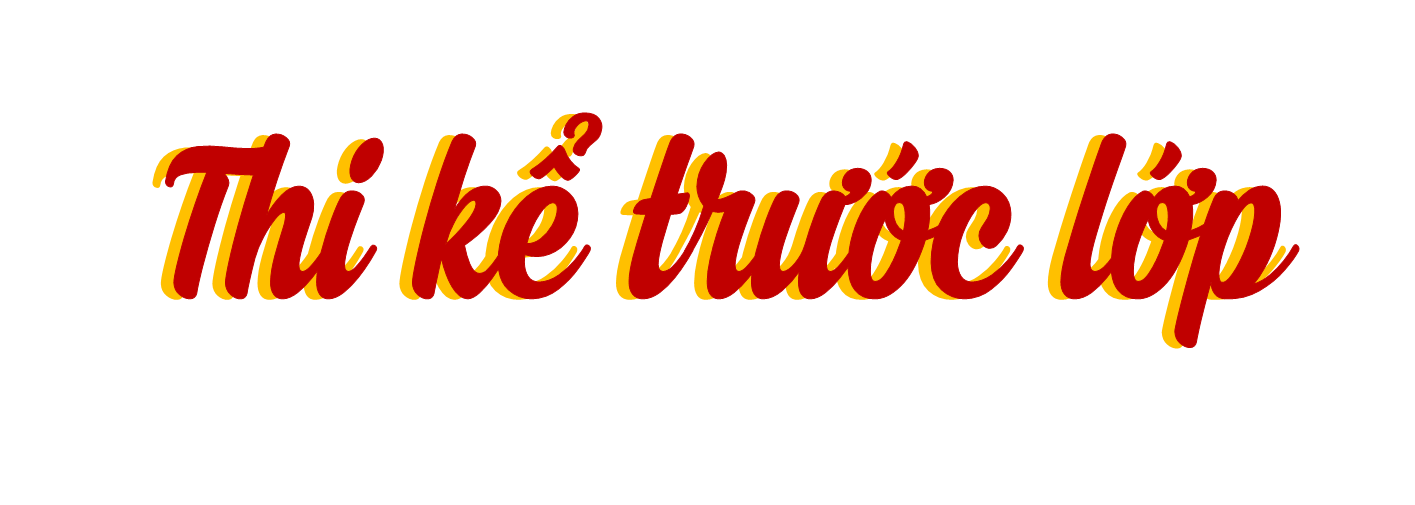 Thi kể trước lớp